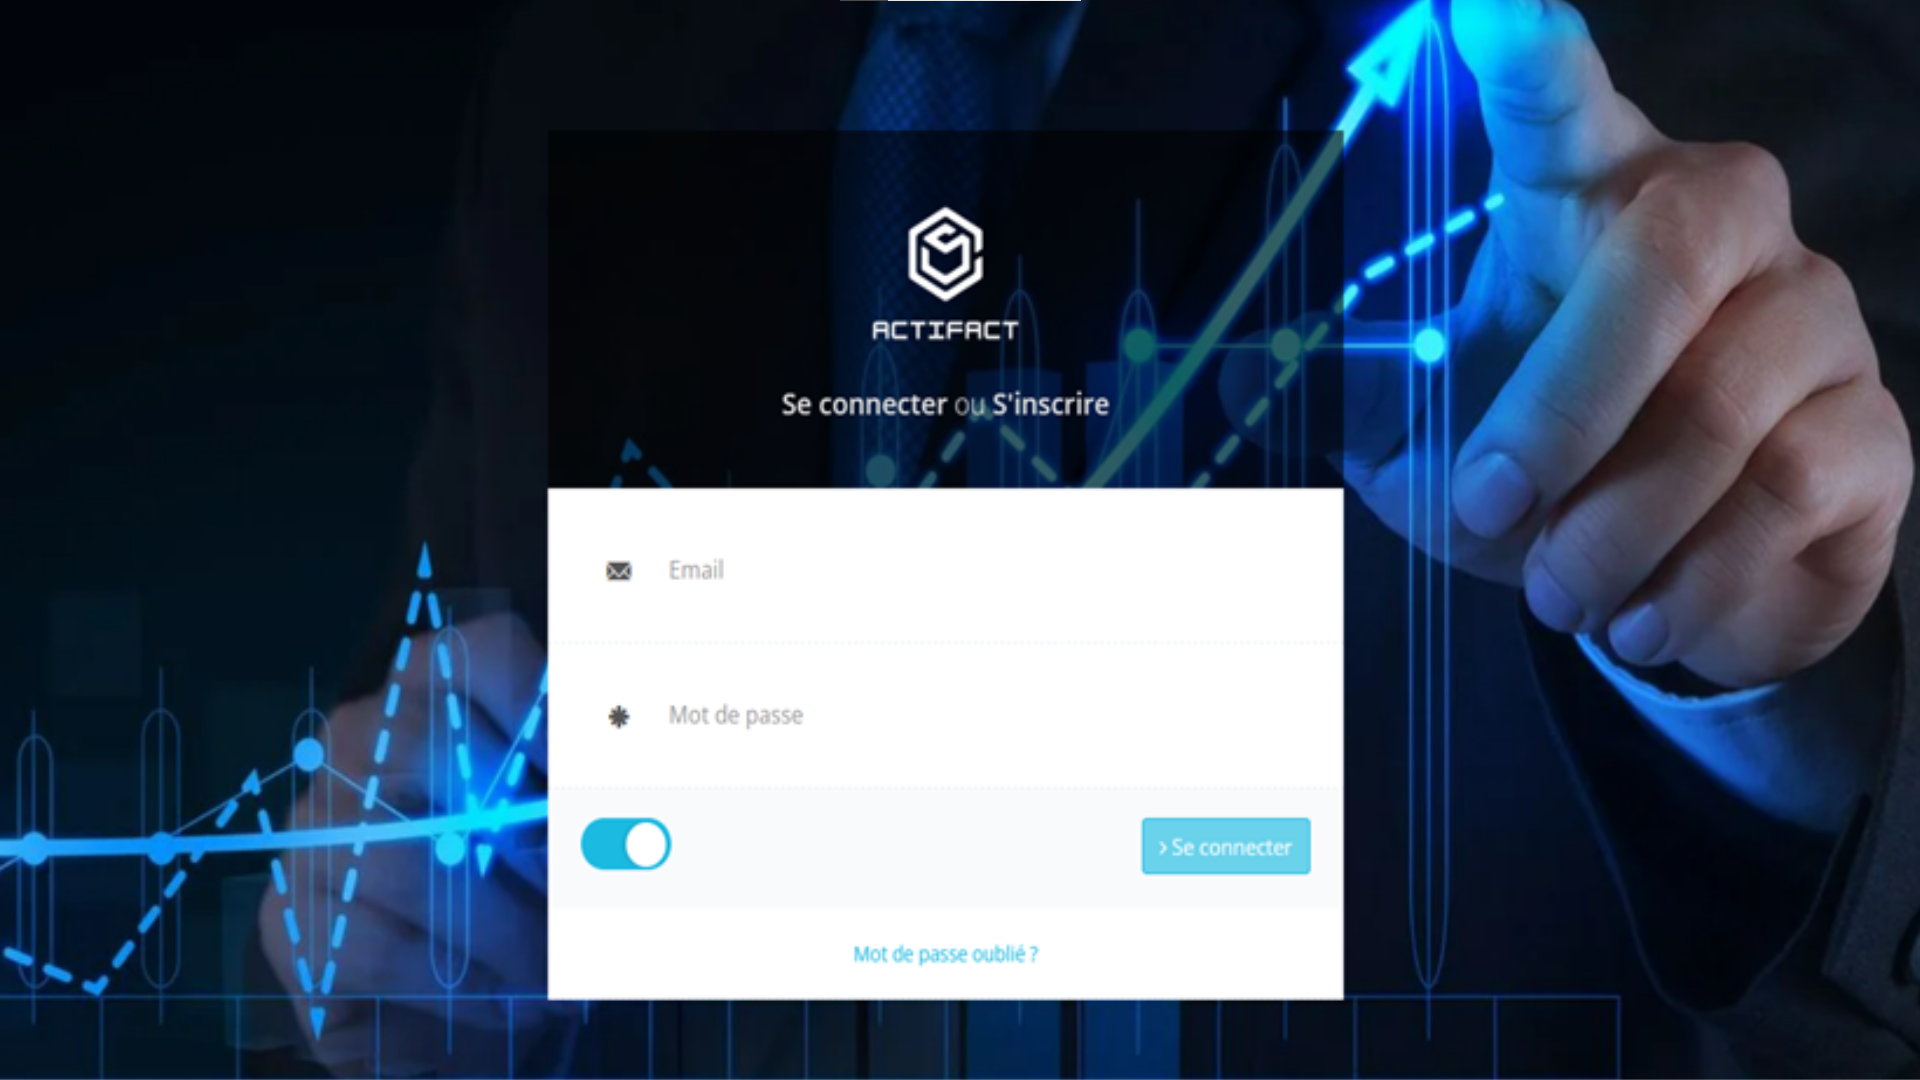 ACTIFACT
Se connecter ou S'inscrire
Email
Mot de passe
> Se connecter
Mot de passe oublié ?